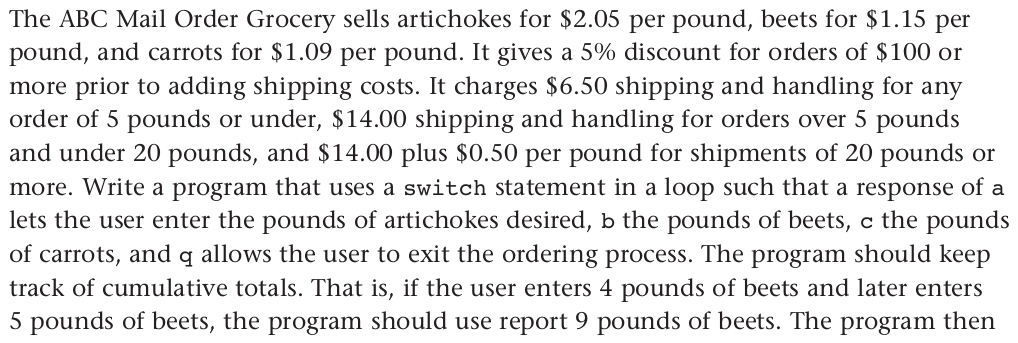 The ABC Mail Order Grocery sells artichokes for $2.05 per pound, beets for $1.15 per
pound, and carrots for $1.09 per pound. It gives a 5% discount for orders of $100 or
more prior to adding shipping costs. It charges $6.50 shipping and handling for any
order of 5 pounds or under, $14.00 shipping and handling for orders over 5 pounds
and under 20 pounds, and $14.00 plus $0.50 per pound for shipments of 20 pounds or
more. Write a program that uses a switch statement in a loop such that a response of a
lets the user enter the pounds of artichokes desired, b the pounds of beets, c the pounds
of carrots, and q allows the user to exit the ordering process. The program should keep
track of cumulative totals. That is, if the user enters 4 pounds of beets and later enters
5 pounds of beets, the program should use report 9 pounds of beets. The program then